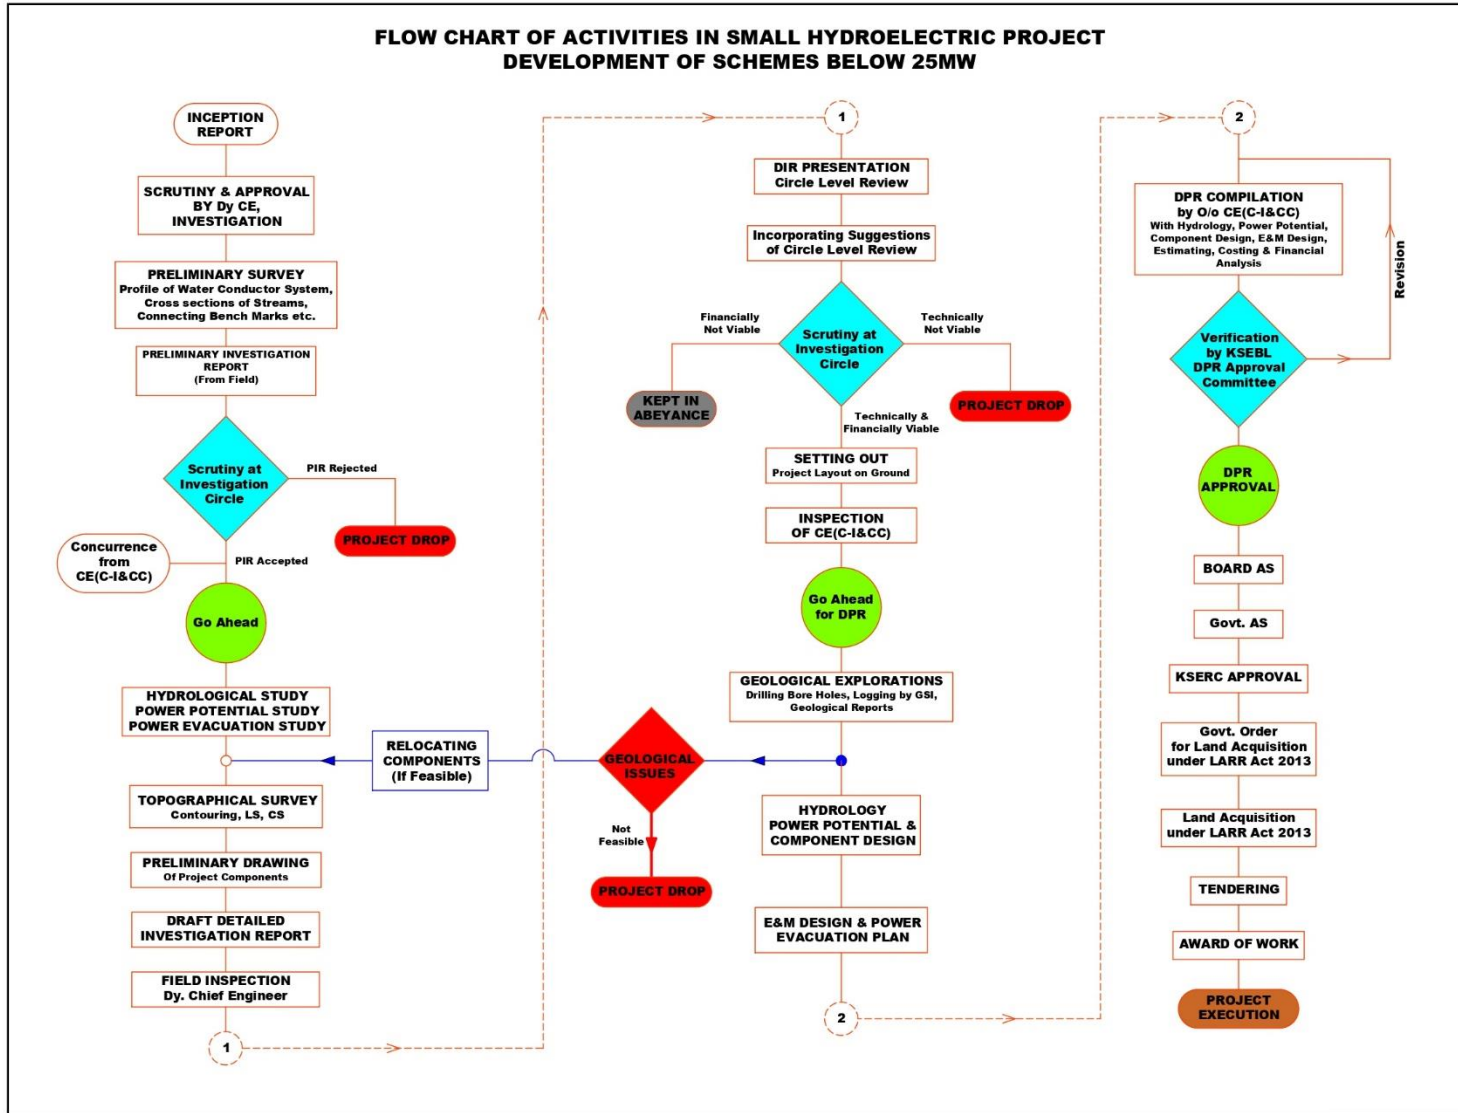 FLOW CHART OF ACTIVITIES IN SMALL HYDROELECTRIC PROJECT
DEVELOPMENT OF SCHEMES BELOW 25MW
INCEPTION
REPORT
SCRUTINY & APPROVAL
BY Dy CE,
INVESTIGATION
PRELIMINARY SURVEY
Profile of Water Conductor System,
Cross sections of Streams,
Connecting Bench Marks etc.
PRELIMINARY INVESTIGATION
REPORT
(From Field)
Scrutiny at
Investigation
Circle
PIR Rejected
PROJECT DROP
Concurrence
from
CE(C-I&CC)
PIR Accepted
Go Ahead
HYDROLOGICAL STUDY
POWER POTENTIAL STUDY
POWER EVACUATION STUDY
TOPOGRAPHICAL SURVEY
Contouring, LS, CS
PRELIMINARY DRAWING
Of Project Components
DRAFT DETAILED
INVESTIGATION REPORT
FIELD INSPECTION
Dy. Chief Engineer
1
1
DIR PRESENTATION
Circle Level Review
Incorporating Suggestions
of Circle Level Review
Scrutiny at
Investigation
Circle
Financially
Not Viable
KEPT IN
ABEYANCE
Technically
Not Viable
PROJECT DROP
Technically &
Financially Viable
SETTING OUT
Project Layout on Ground
INSPECTION
OF CE(C-I&CC)
Go Ahead
for DPR
GEOLOGICAL EXPLORATIONS
Drilling Bore Holes, Logging by GSI,
Geological Reports
GEOLOGICAL
ISSUES
RELOCATING
COMPONENTS
(If Feasible)
Not
Feasible
PROJECT DROP
HYDROLOGY
POWER POTENTIAL &
COMPONENT DESIGN
E&M DESIGN & POWER
EVACUATION PLAN
2
2
DPR COMPILATION
by O/o CE(C-I&CC)
With Hydrology, Power Potential,
Component Design, E&M Design,
Estimating, Costing & Financial
Analysis
Revision
Verification
by KSEBL
DPR Approval
Committee
DPR
APPROVAL
BOARD AS
Govt. AS
KSERC APPROVAL
Govt. Order
for Land Acquisition
under LARR Act 2013
Land Acquisition
under LARR Act 2013
TENDERING
AWARD OF WORK
PROJECT
EXECUTION